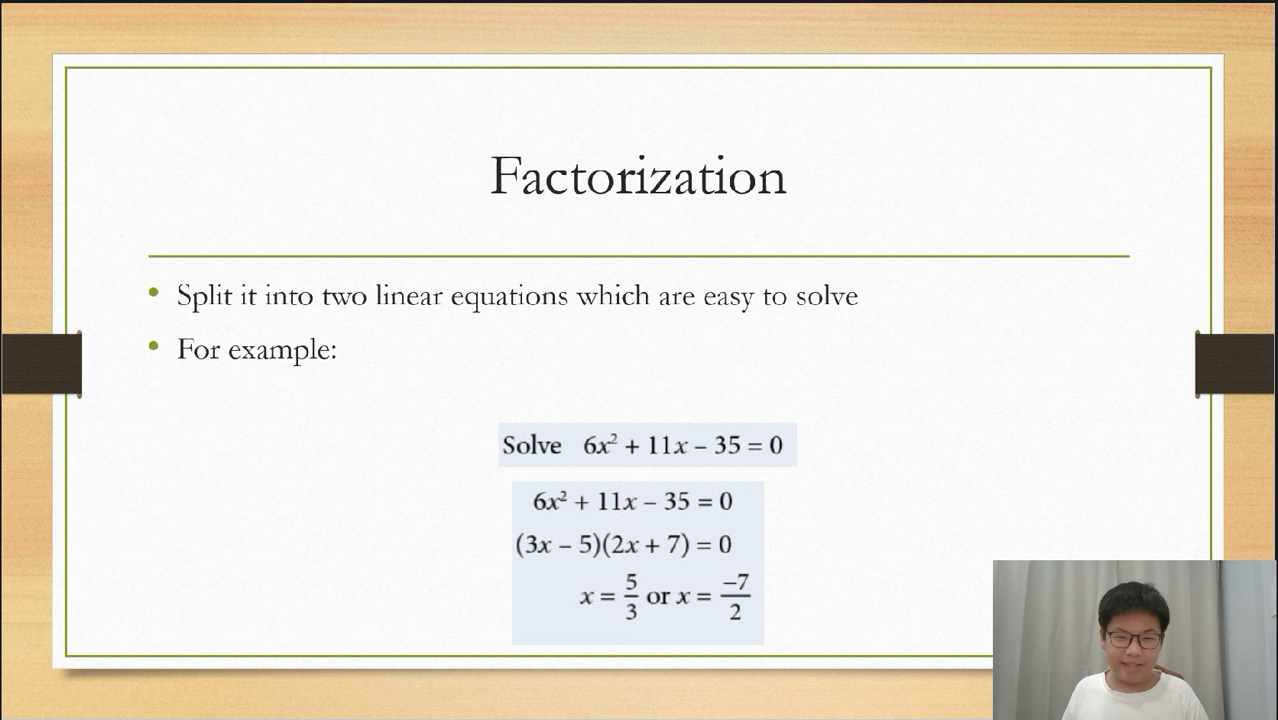 Factorization
• Split it into two linear equations which are easy to solve
• For example:
Solve 6x² + 11x – 35 = 0
6x² + 11x – 35 = 0
(3x – 5)(2x + 7) = 0
x = 5/3 or x = –7/2